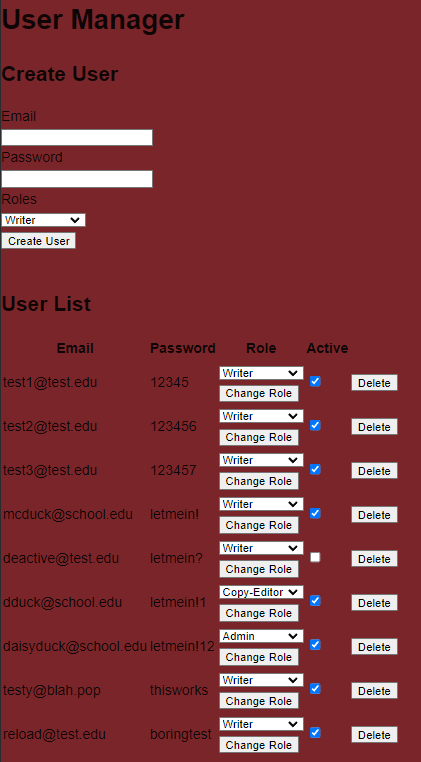 User Manager
Create User
Email
Password
Roles
Writer
Create User
User List
Email Password Role Active
Writer
test1@test.edu 12345 Change Role Delete
Writer
test2@test.edu 123456 Change Role Delete
Writer
test3@test.edu 123457 Change Role Delete
Writer
mcduck@school.edu letmein! Change Role Delete
Writer
deactive@test.edu letmein? Change Role Delete
Copy-Editor
dduck@school.edu letmein!1 Change Role Delete
Admin
daisyduck@school.edu letmein!12 Change Role Delete
Writer
testy@blah.pop thisworks Change Role Delete
Writer
reload@test.edu boringtest Change Role Delete